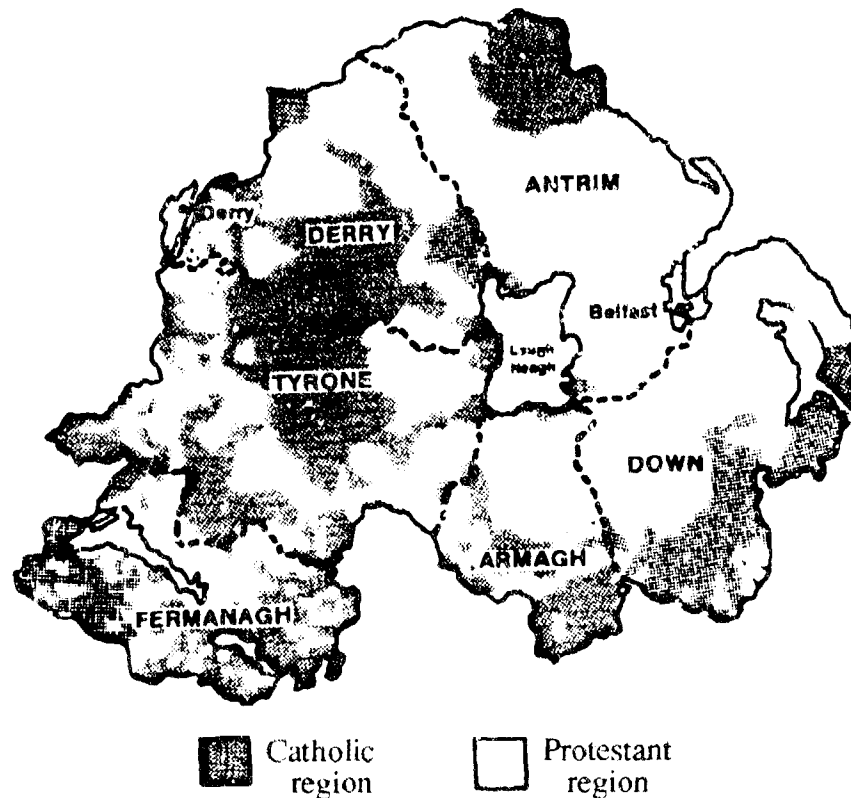 ANTRIM
Derry
DERRY
Belfast
Lough
Neagh
TYRONE
DOWN
ARMAGH
FERMANAGH
Catholic
region
Protestant
region